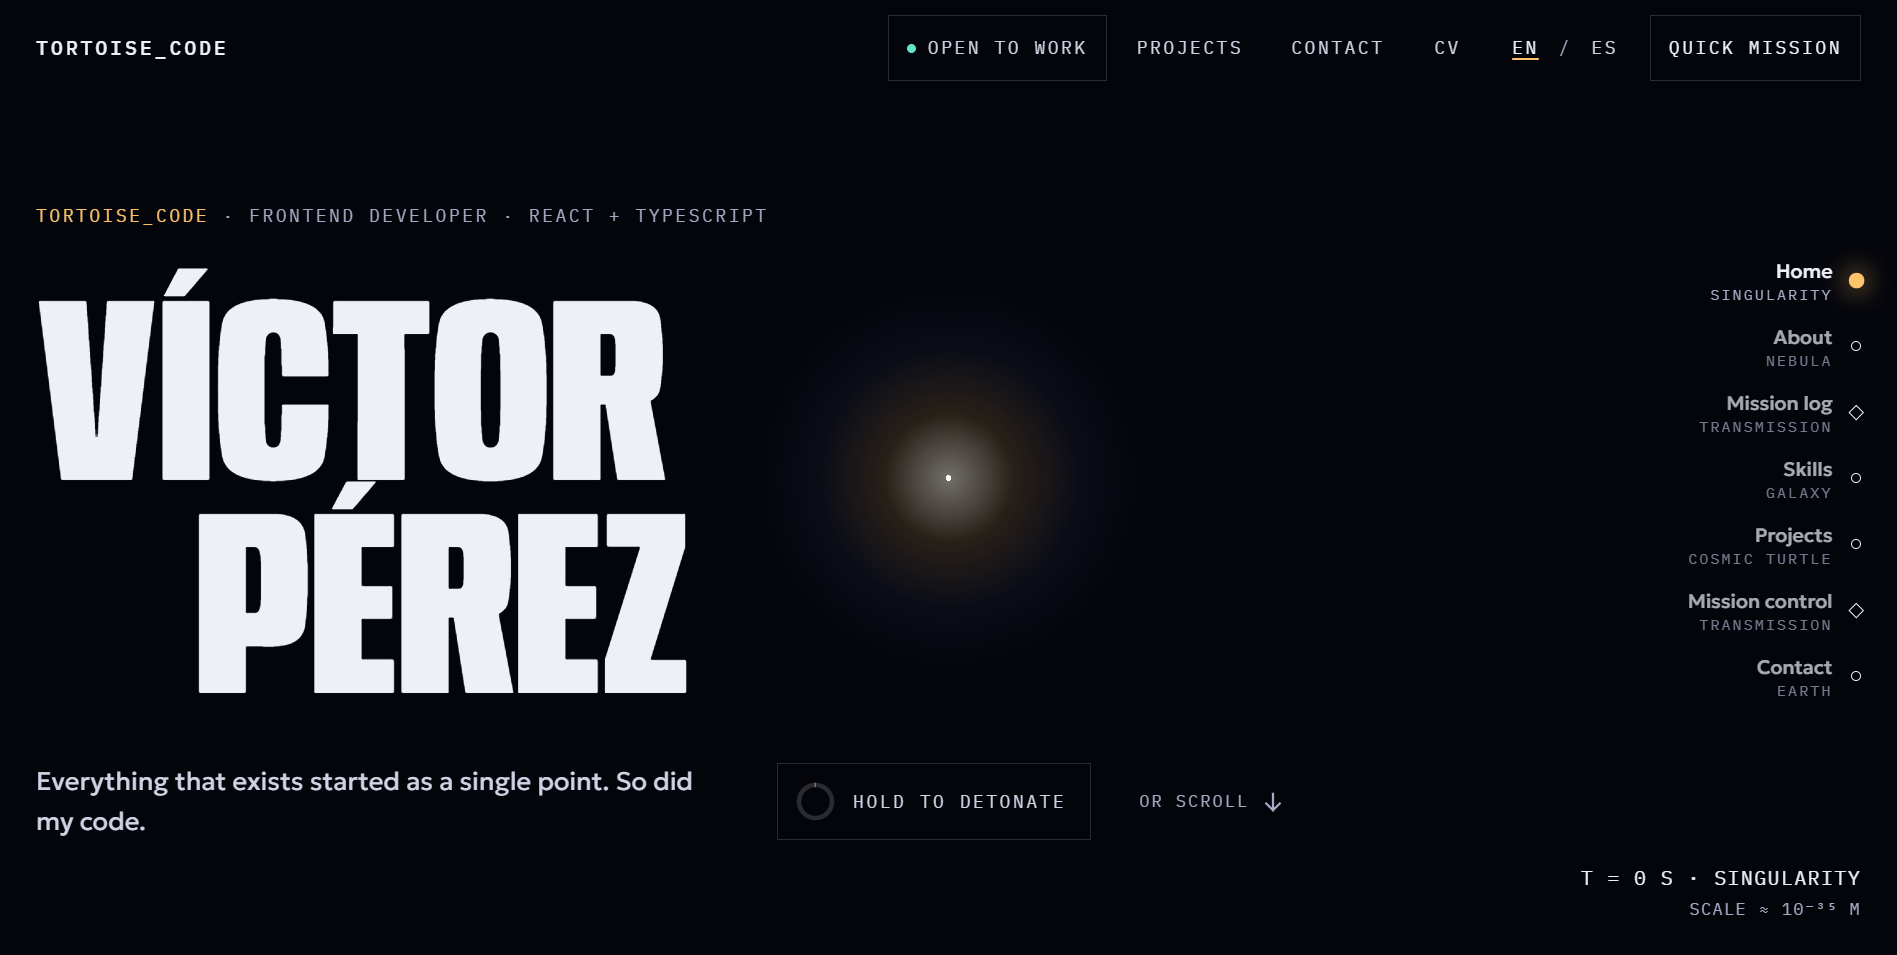 TORTOISE_CODE
OPEN TO WORK
PROJECTS
CONTACT
CV
EN / ES
QUICK MISSION
TORTOISE_CODE · FRONTEND DEVELOPER · REACT + TYPESCRIPT
VÍCTOR
PÉREZ
Everything that exists started as a single point. So did
my code.
HOLD TO DETONATE
OR SCROLL ↓
Home
SINGULARITY
About
NEBULA
Mission log
TRANSMISSION
Skills
GALAXY
Projects
COSMIC TURTLE
Mission control
TRANSMISSION
Contact
EARTH
T = 0 S · SINGULARITY
SCALE ≈ 10⁻³⁵ M